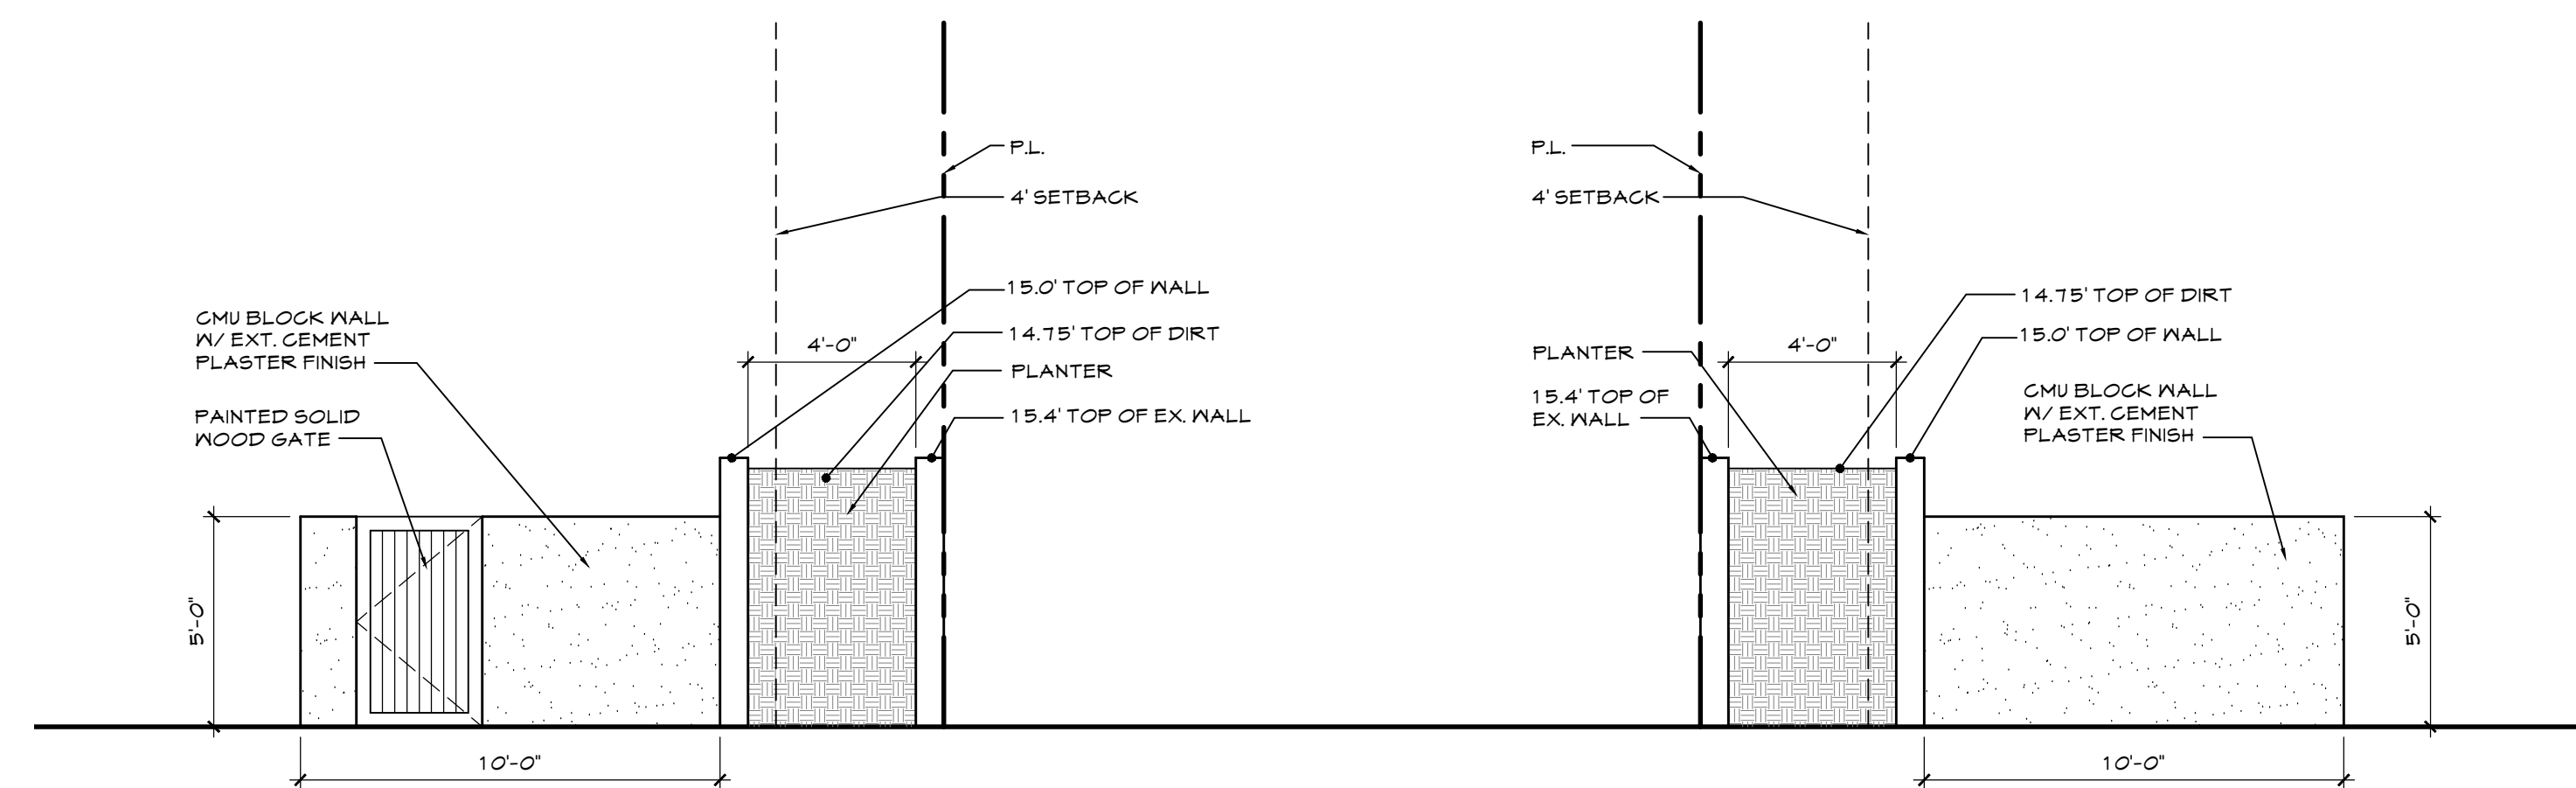 P.L.
4' SETBACK
15.0' TOP OF WALL
14.75' TOP OF DIRT
PLANTER
15.4' TOP OF EX. WALL
4'-0"
CMU BLOCK WALL
W/ EXT. CEMENT
PLASTER FINISH
PAINTED SOLID
WOOD GATE
5'-0"
10'-0"
P.L.
4' SETBACK
14.75' TOP OF DIRT
15.0' TOP OF WALL
4'-0"
PLANTER
15.4' TOP OF
EX. WALL
CMU BLOCK WALL
W/ EXT. CEMENT
PLASTER FINISH
5'-0"
10'-0"